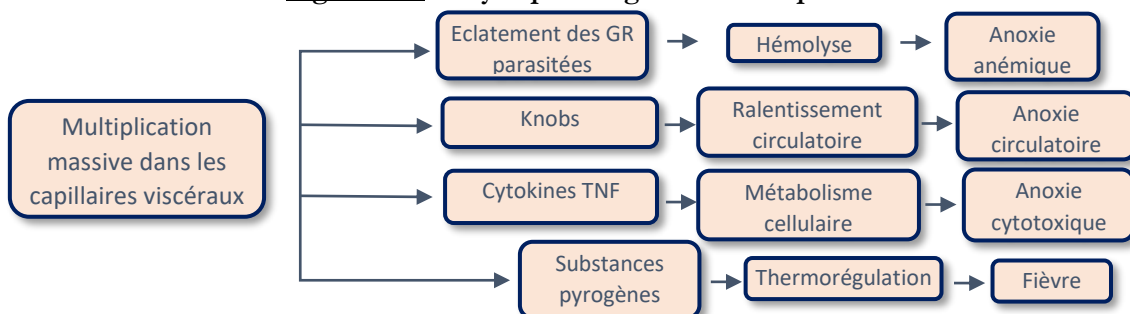 Eclatement des GR
parasitées
Hémolyse
Anoxie
anémique
Multiplication
massive dans les
capillaires viscéraux
Knobs
Ralentissement
circulatoire
Anoxie
circulatoire
Cytokines TNF
Métabolisme
cellulaire
Anoxie
cytotoxique
Substances
pyrogènes
Thermorégulation
Fièvre